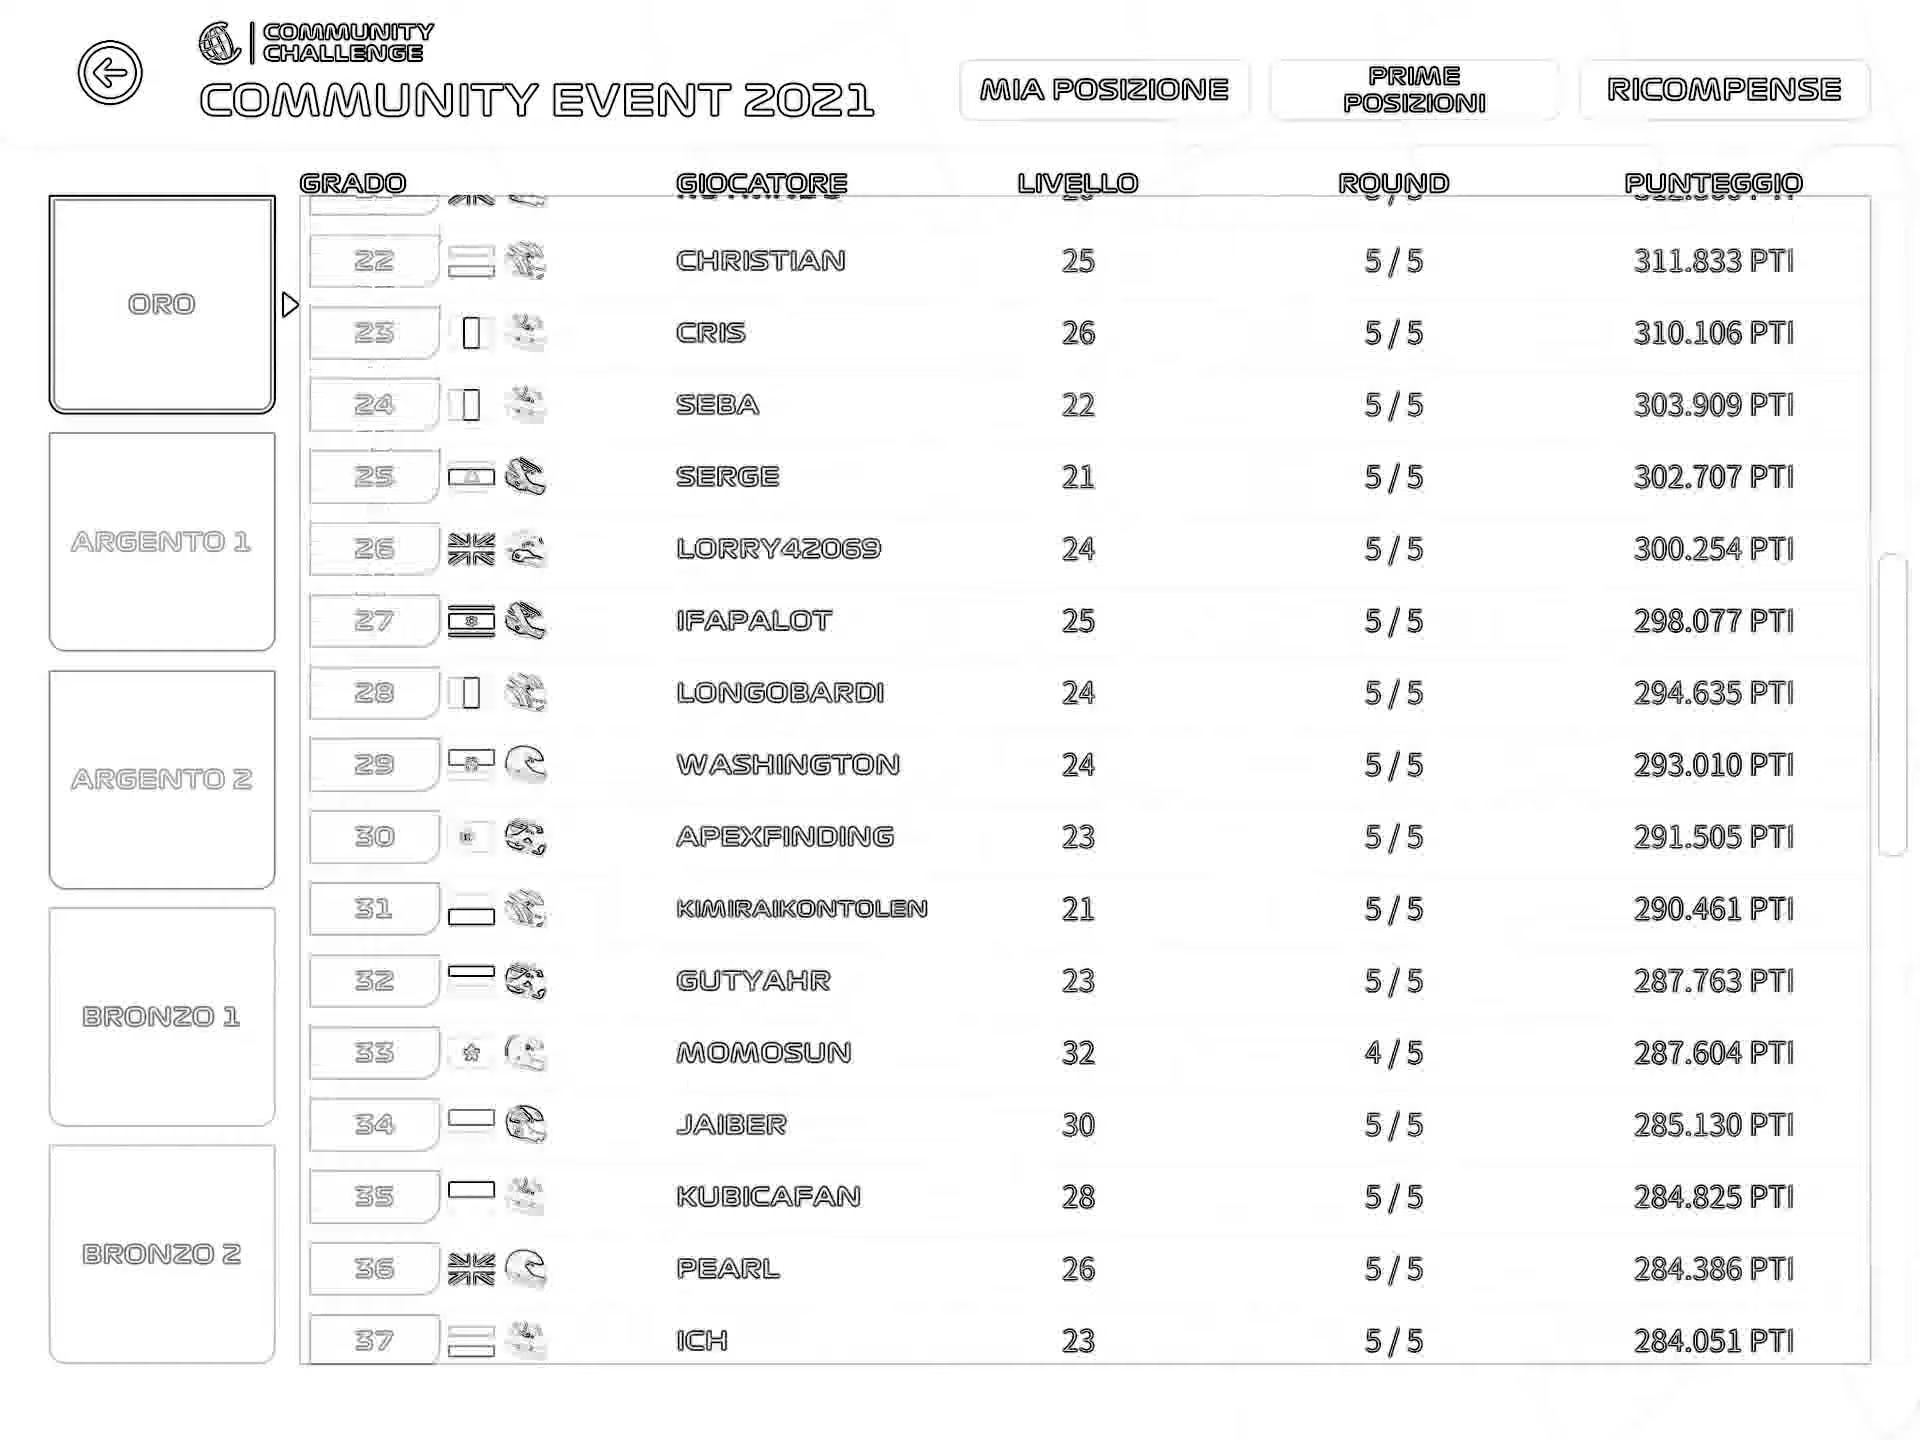 COMMUNITY
CHALLENGE
COMMUNITY EVENT 2021
MIA POSIZIONE
PRIME
POSIZIONI
RICOMPENSE
GRADO GIOCATORE LIVELLO ROUND PUNTEGGIO
22 CHRISTIAN 25 5 / 5 311.833 PTI
23 CRIS 26 5 / 5 310.106 PTI
24 SEBA 22 5 / 5 303.909 PTI
25 SERGE 21 5 / 5 302.707 PTI
26 LORRY42069 24 5 / 5 300.254 PTI
27 IFAPALOT 25 5 / 5 298.077 PTI
28 LONGOBARDI 24 5 / 5 294.635 PTI
29 WASHINGTON 24 5 / 5 293.010 PTI
30 APEXFINDING 23 5 / 5 291.505 PTI
31 KIMIRAIKONTOLEN 21 5 / 5 290.461 PTI
32 GUTYAHR 23 5 / 5 287.763 PTI
33 MOMOSUN 32 4 / 5 287.604 PTI
34 JAIBER 30 5 / 5 285.130 PTI
35 KUBICAFAN 28 5 / 5 284.825 PTI
36 PEARL 26 5 / 5 284.386 PTI
37 ICH 23 5 / 5 284.051 PTI
ORO
ARGENTO 1
ARGENTO 2
BRONZO 1
BRONZO 2